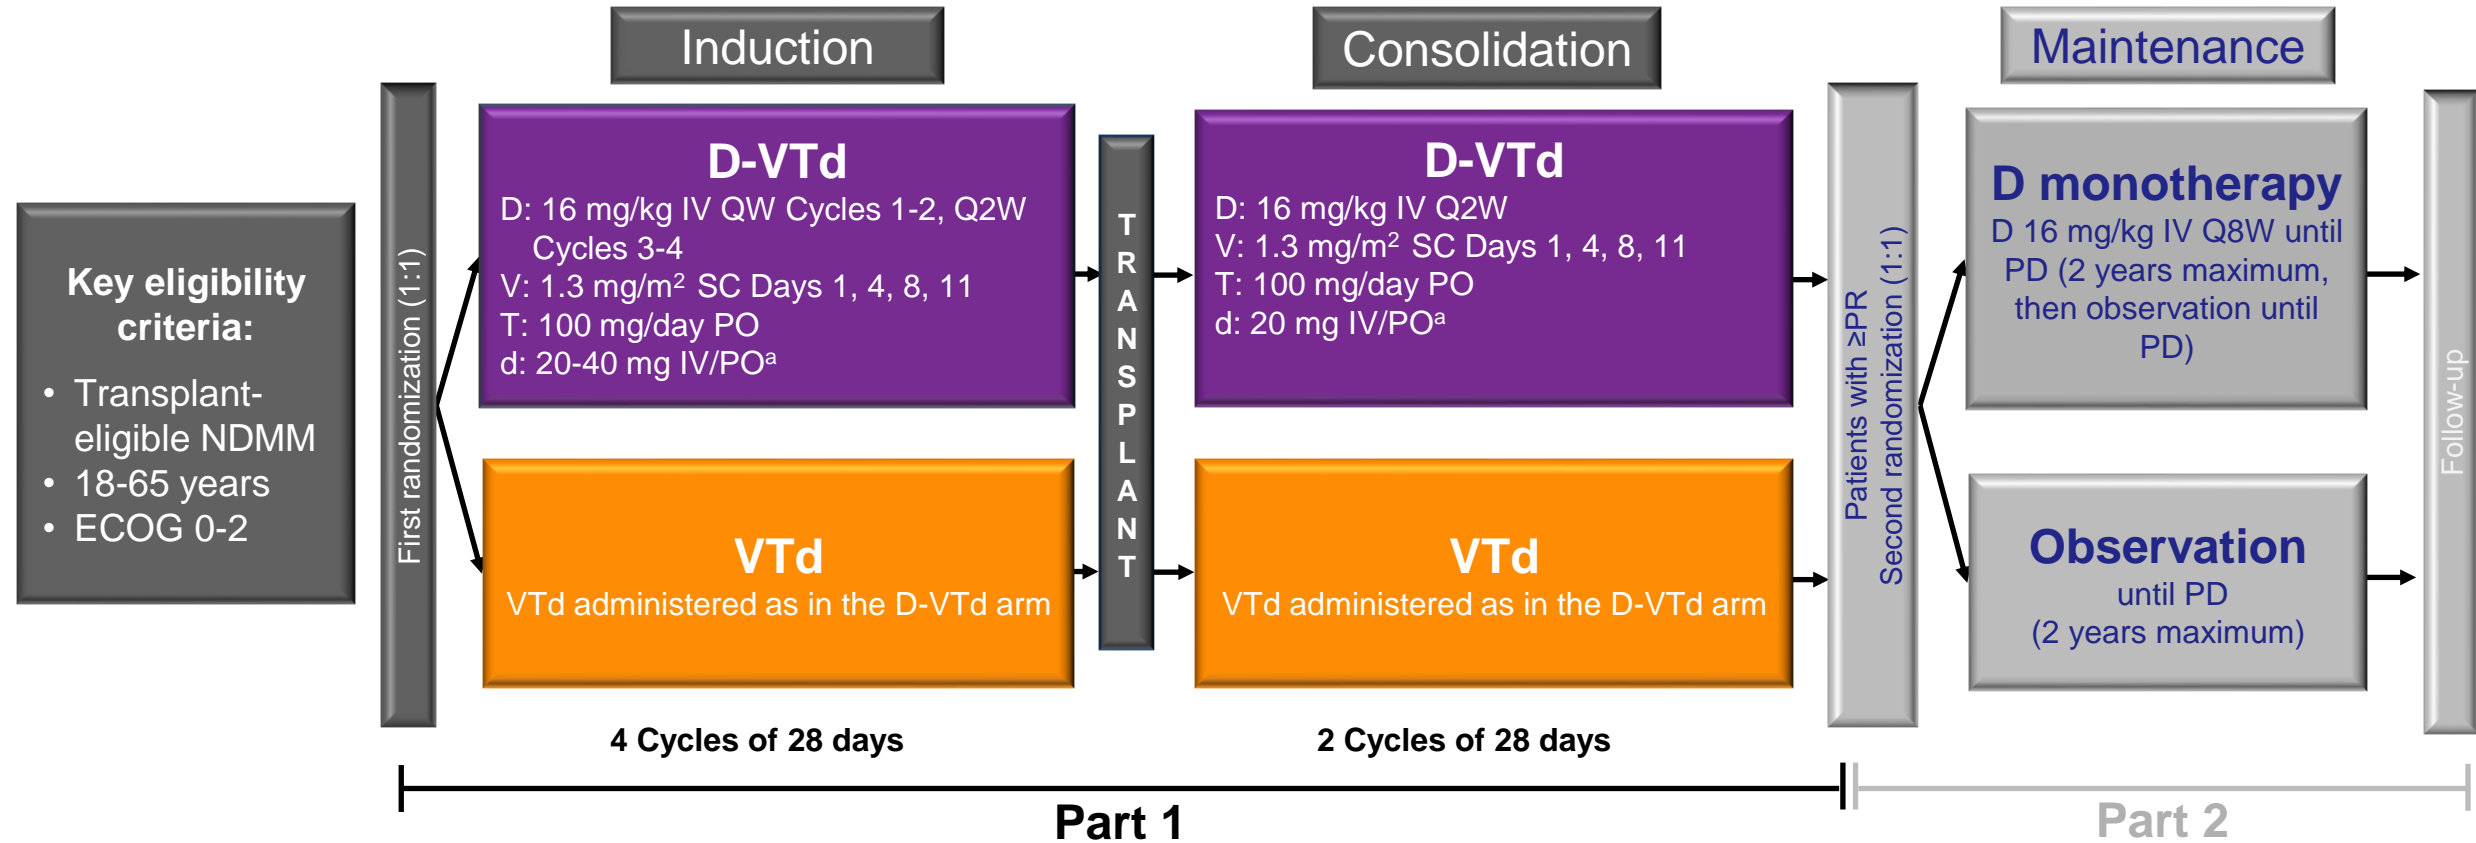 Induction
Consolidation
Maintenance
Key eligibility
criteria:
• Transplant-
eligible NDMM
• 18-65 years
• ECOG 0-2
First randomization (1:1)
D-VTd
D: 16 mg/kg IV QW Cycles 1-2, Q2W
Cycles 3-4
V: 1.3 mg/m² SC Days 1, 4, 8, 11
T: 100 mg/day PO
d: 20-40 mg IV/POᵃ
VTd
VTd administered as in the D-VTd arm
TRANSPLANT
D-VTd
D: 16 mg/kg IV Q2W
V: 1.3 mg/m² SC Days 1, 4, 8, 11
T: 100 mg/day PO
d: 20 mg IV/POᵃ
VTd
VTd administered as in the D-VTd arm
Patients with ≥PR
Second randomization (1:1)
D monotherapy
D 16 mg/kg IV Q8W until
PD (2 years maximum,
then observation until
PD)
Observation
until PD
(2 years maximum)
Follow-up
4 Cycles of 28 days
2 Cycles of 28 days
Part 1
Part 2